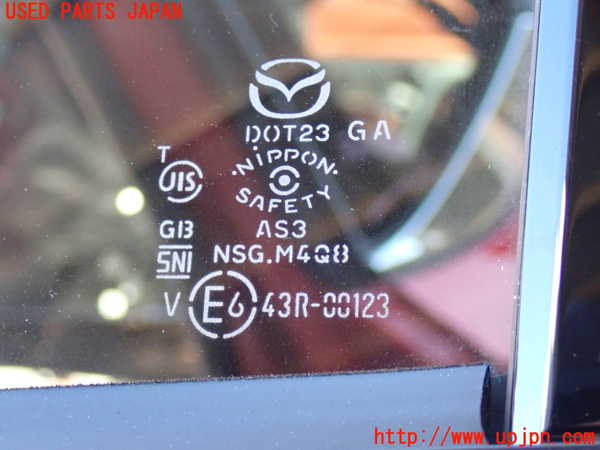 USED PARTS JAPAN
DOT23 GA
NIPPON
SAFETY
T
JIS
AS3
GB
NSG.M4Q8
SNI
V E6 43R-00123
http://www.upjpn.com